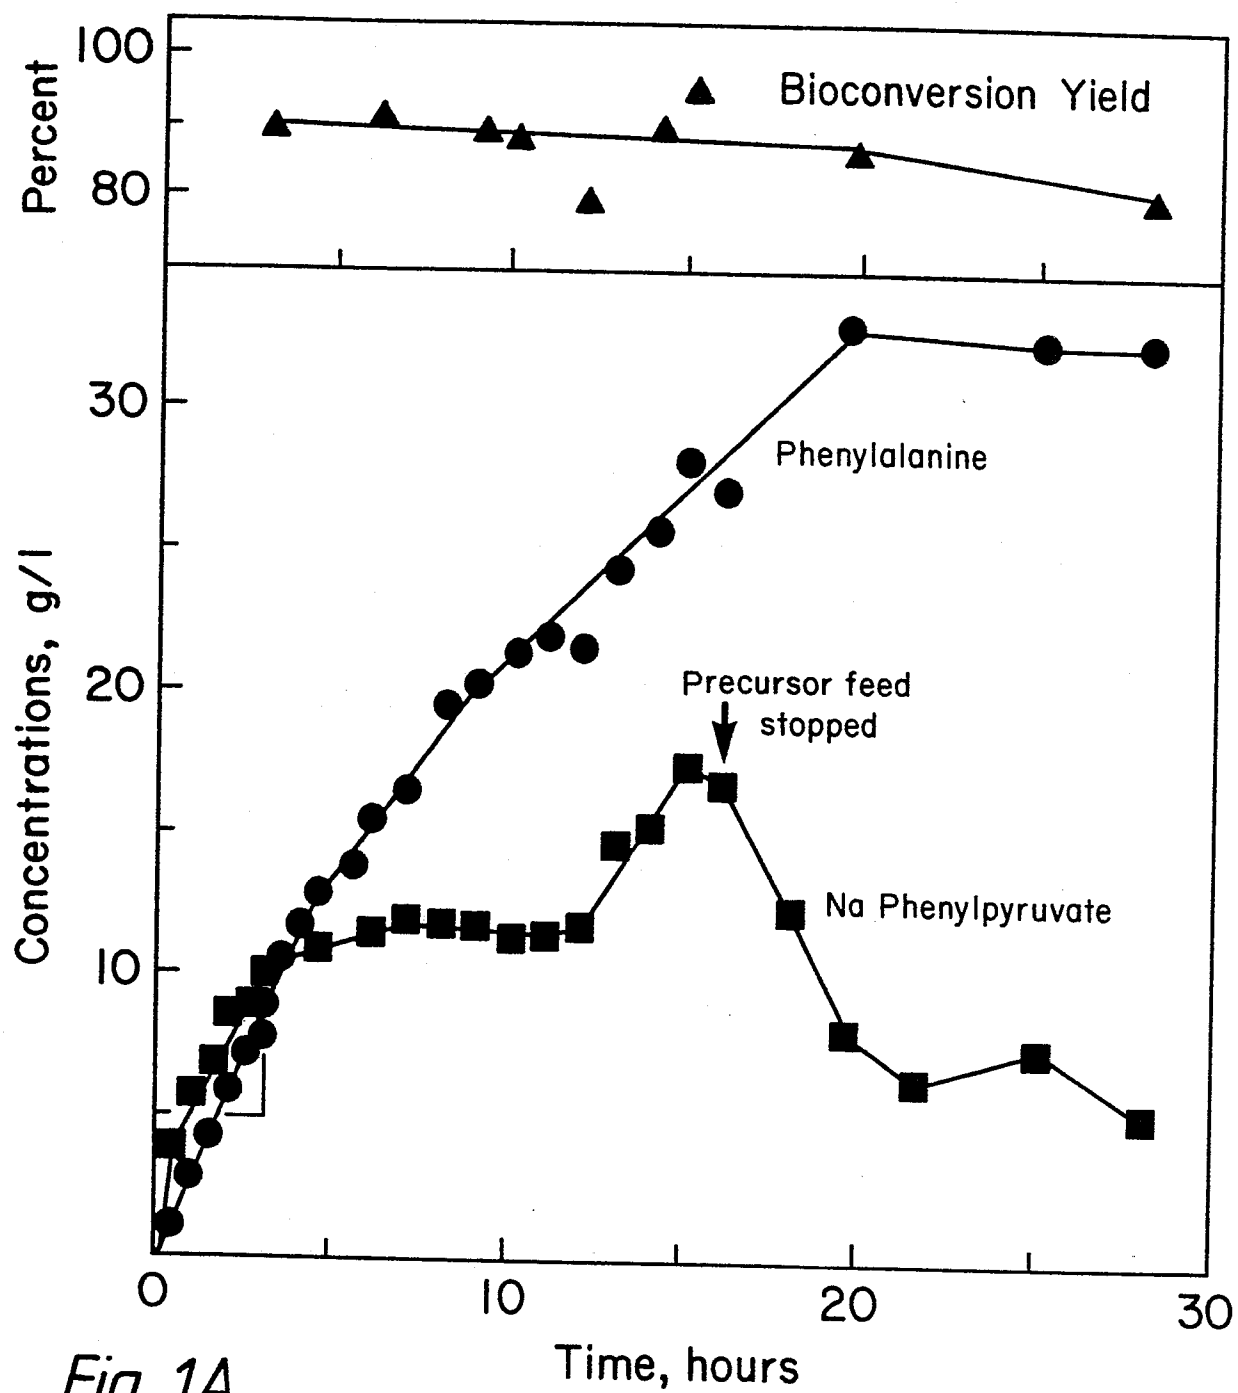 100
80
Percent
Bioconversion Yield
30
20
10
Concentrations, g/l
Phenylalanine
Precursor feed
stopped
Na Phenylpyruvate
0 10 20 30
Time, hours
Fig. 1A